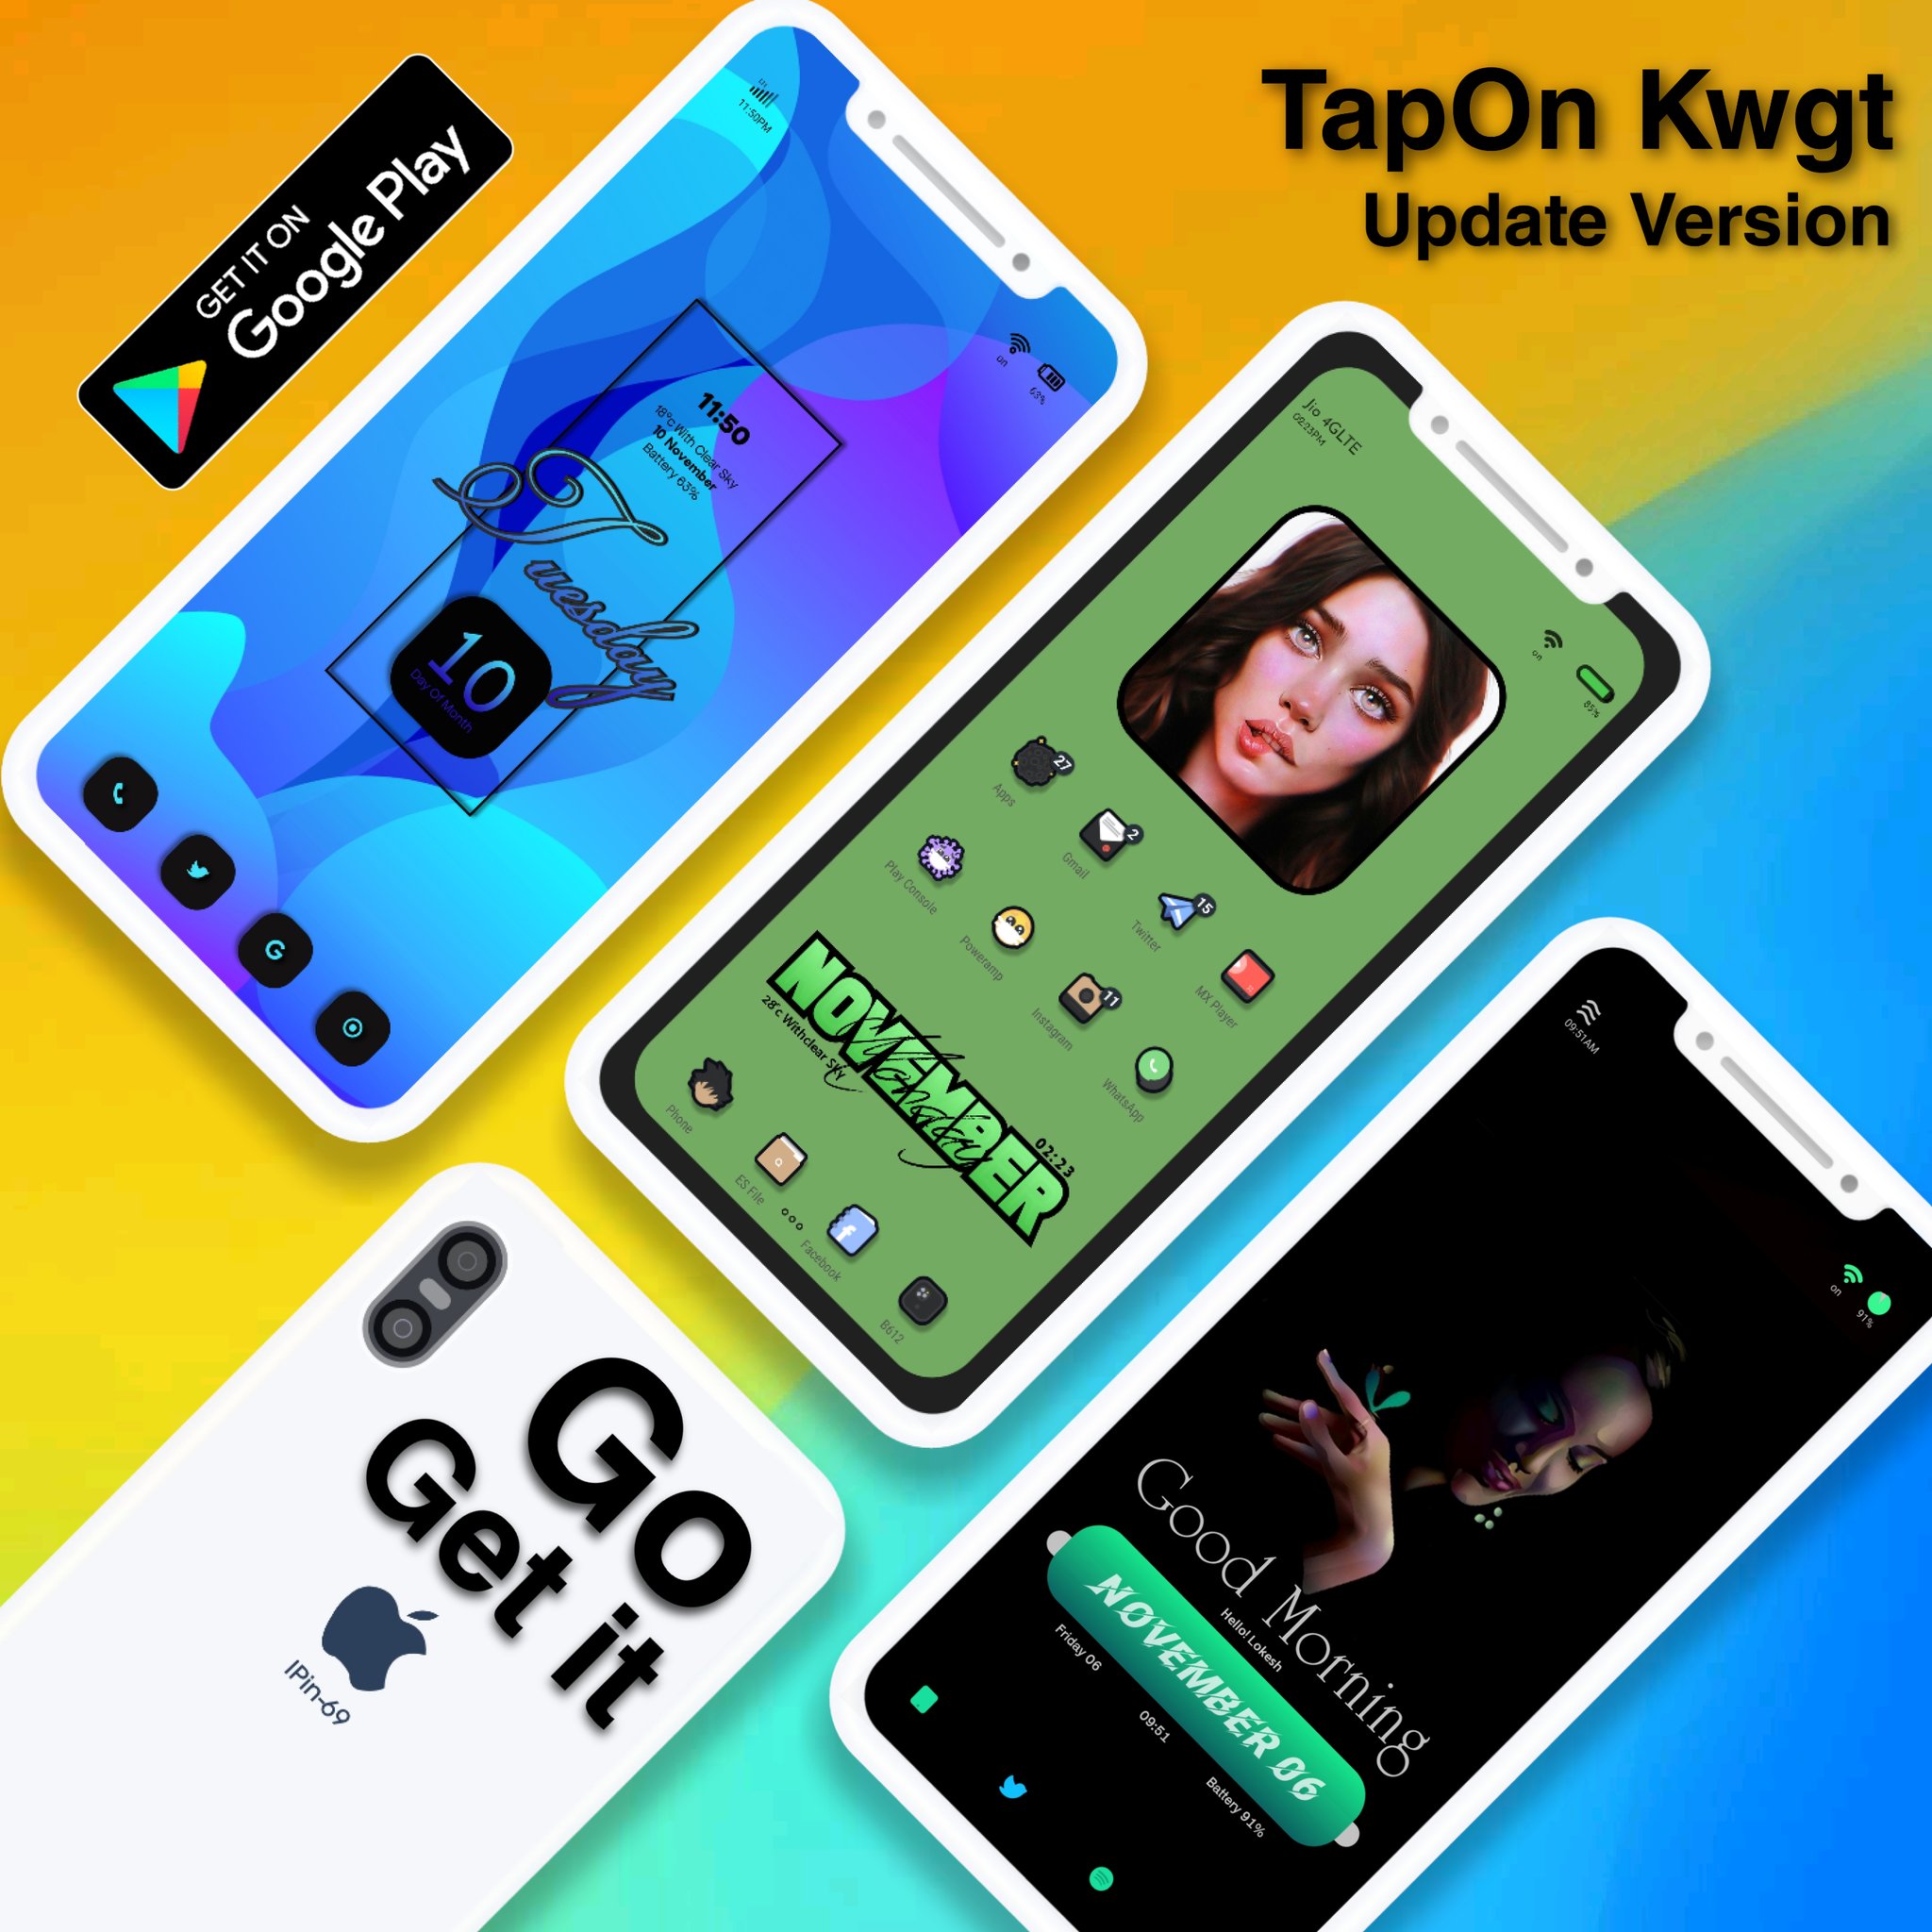 TapOn Kwgt
Update Version
GET IT ON
Google Play
11:50PM
on
63%
11:50
18°c With Clear Sky
10 November
Battery 63%
Tuesday
10
Day Of Month
G
Jio 4GLTE
02:23PM
on
85%
27
Apps
2
Gmail
15
Twitter
MX Player
Play Console
Poweramp
11
Instagram
WhatsApp
NOVEMBER
Monday
28°c Withclear Sky
02:23
Phone
ES File
f
Facebook
B612
Go
Get it
IPin-69
09:51AM
on
91%
Good Morning
Hello! Lokesh
NOVEMBER 06
Friday 06
09:51
Battery 91%